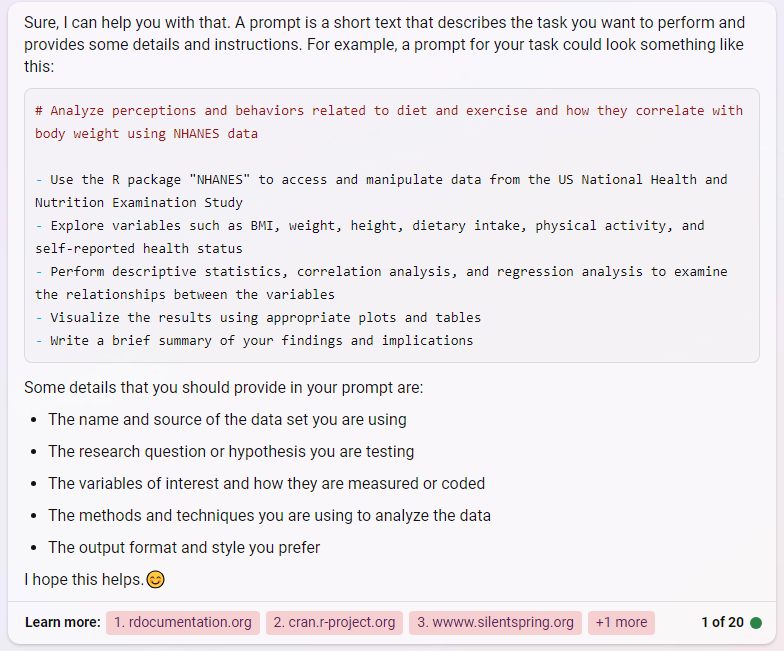 Sure, I can help you with that. A prompt is a short text that describes the task you want to perform and
provides some details and instructions. For example, a prompt for your task could look something like
this:
# Analyze perceptions and behaviors related to diet and exercise and how they correlate with
body weight using NHANES data
- Use the R package "NHANES" to access and manipulate data from the US National Health and
Nutrition Examination Study
- Explore variables such as BMI, weight, height, dietary intake, physical activity, and
self-reported health status
- Perform descriptive statistics, correlation analysis, and regression analysis to examine
the relationships between the variables
- Visualize the results using appropriate plots and tables
- Write a brief summary of your findings and implications
Some details that you should provide in your prompt are:
• The name and source of the data set you are using
• The research question or hypothesis you are testing
• The variables of interest and how they are measured or coded
• The methods and techniques you are using to analyze the data
• The output format and style you prefer
I hope this helps.😊
Learn more: 1. rdocumentation.org 2. cran.r-project.org 3. wwww.silentspring.org +1 more 1 of 20